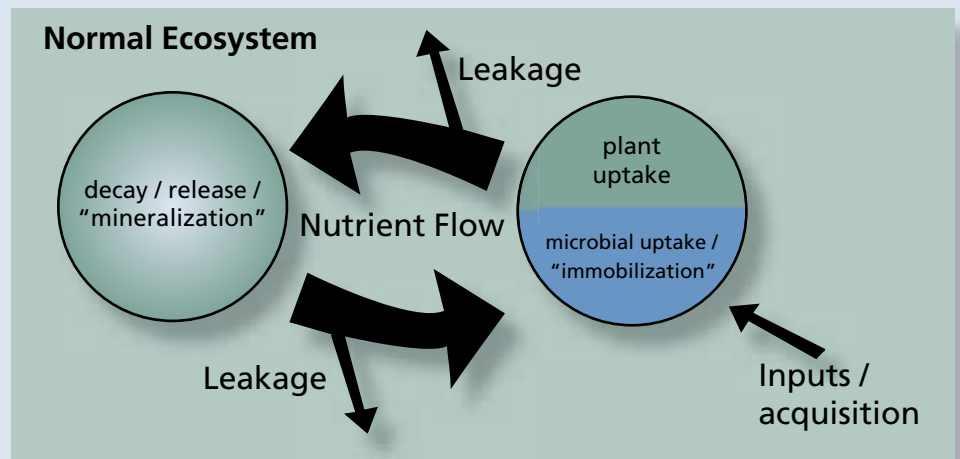 Normal Ecosystem
Leakage
plant
uptake
decay / release /
“mineralization”
Nutrient Flow
microbial uptake /
“immobilization”
Leakage
Inputs /
acquisition